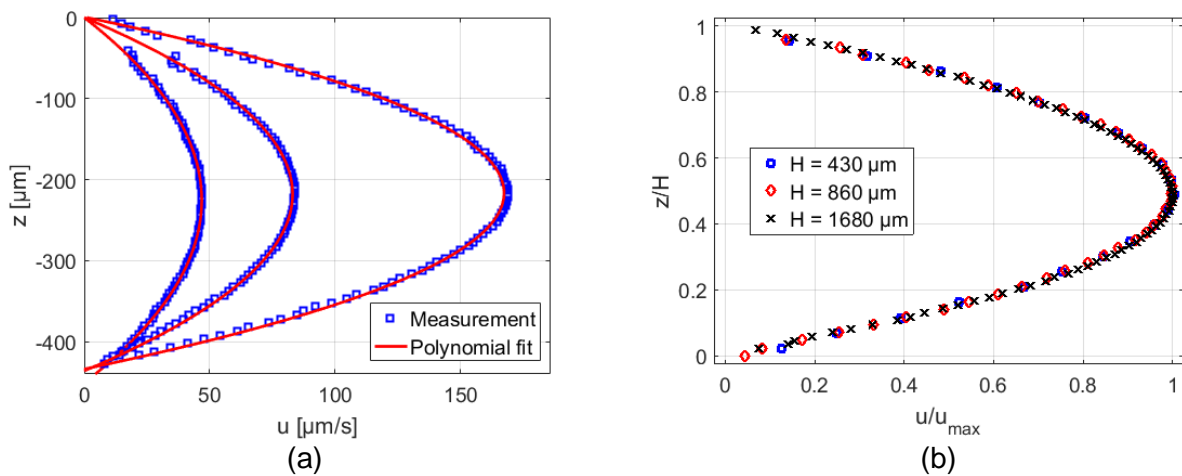 0
-100
-200
-300
-400
z [µm]
0
50
100
150
u [µm/s]
Measurement
Polynomial fit
(a)
1
0.8
0.6
0.4
0.2
0
z/H
0
0.2
0.4
0.6
0.8
1
u/u_max
H = 430 µm
H = 860 µm
H = 1680 µm
(b)